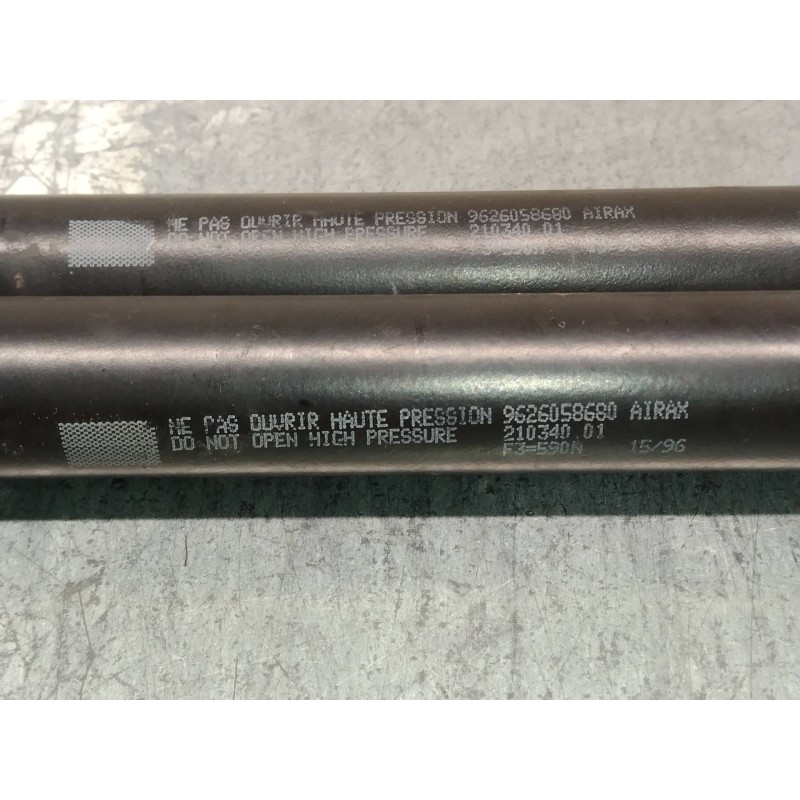 NE PAS OUVRIR HAUTE PRESSION 9626058680 AIRAX
DO NOT OPEN HIGH PRESSURE 210340 01
NE PAS OUVRIR HAUTE PRESSION 9626058680 AIRAX
DO NOT OPEN HIGH PRESSURE 210340 01
F3=590N 15/96